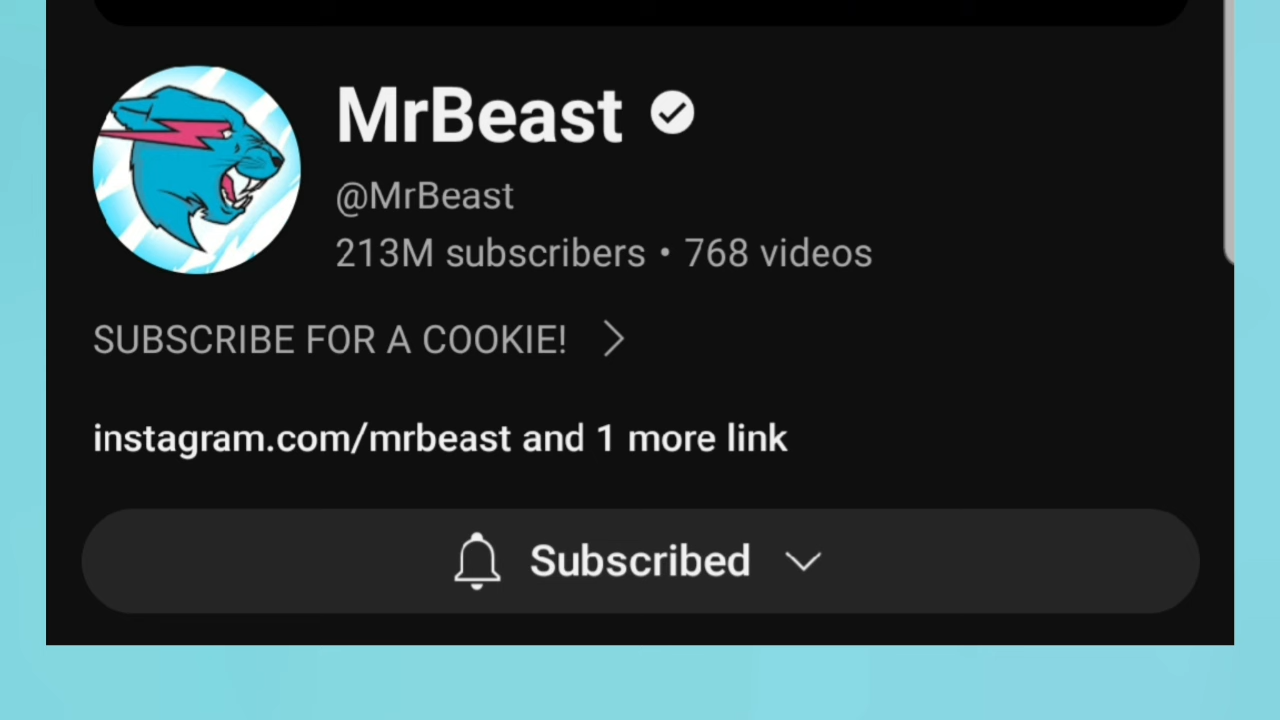 MrBeast
@MrBeast
213M subscribers • 768 videos
SUBSCRIBE FOR A COOKIE!
instagram.com/mrbeast and 1 more link
Subscribed